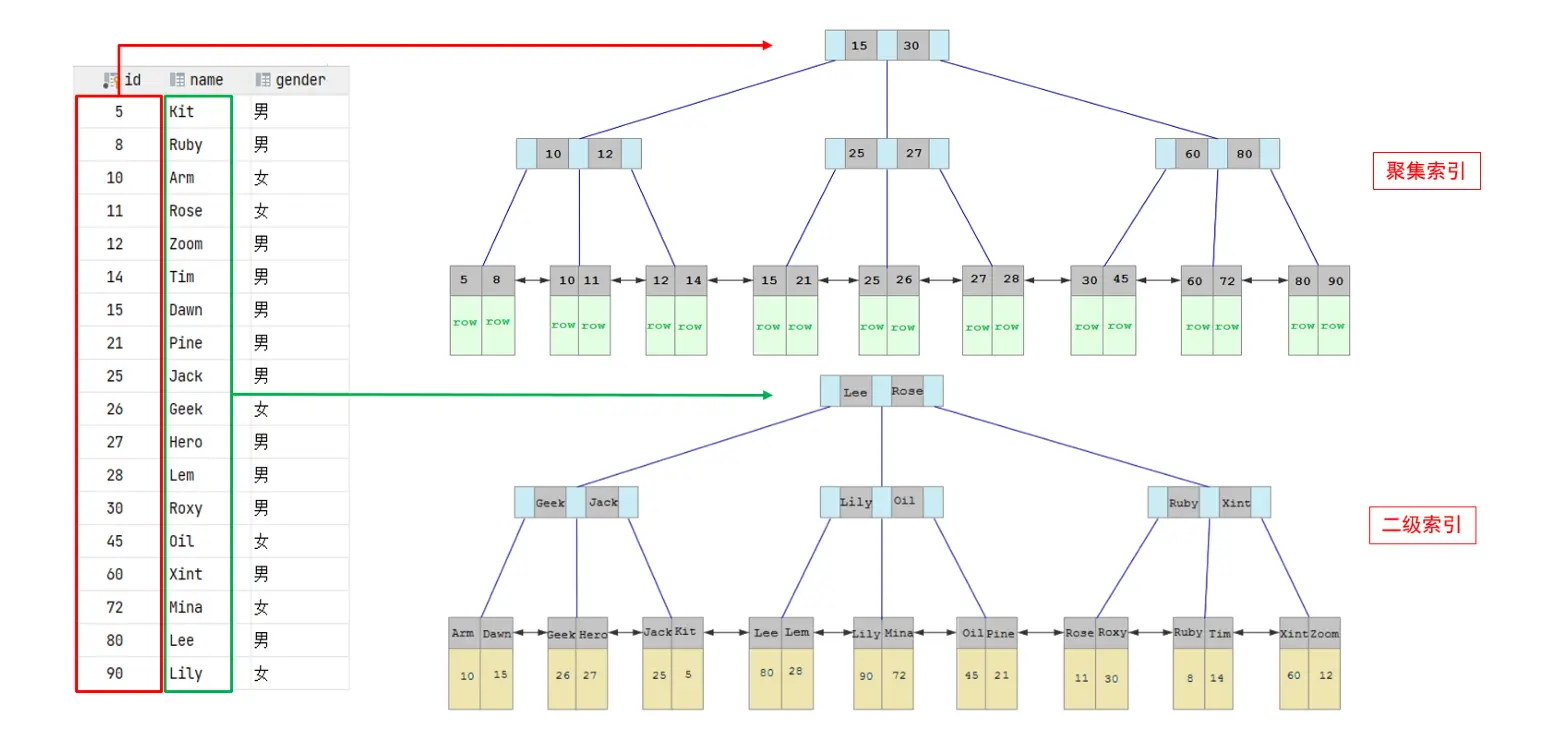 id name gender
5 Kit 男
8 Ruby 男
10 Arm 女
11 Rose 女
12 Zoom 男
14 Tim 男
15 Dawn 男
21 Pine 男
25 Jack 男
26 Geek 女
27 Hero 男
28 Lem 男
30 Roxy 男
45 Oil 女
60 Xint 男
72 Mina 女
80 Lee 男
90 Lily 女
15 30
10 12 25 27 60 80
聚集索引
5 8 10 11 12 14 15 21 25 26 27 28 30 45 60 72 80 90
row row row row row row row row row row row row row row row row row row
Lee Rose
Geek Jack Lily Oil Ruby Xint
二级索引
Arm Dawn Geek Hero Jack Kit Lee Lem Lily Mina Oil Pine Rose Roxy Ruby Tim Xint Zoom
10 15 26 27 25 5 80 28 90 72 45 21 11 30 8 14 60 12